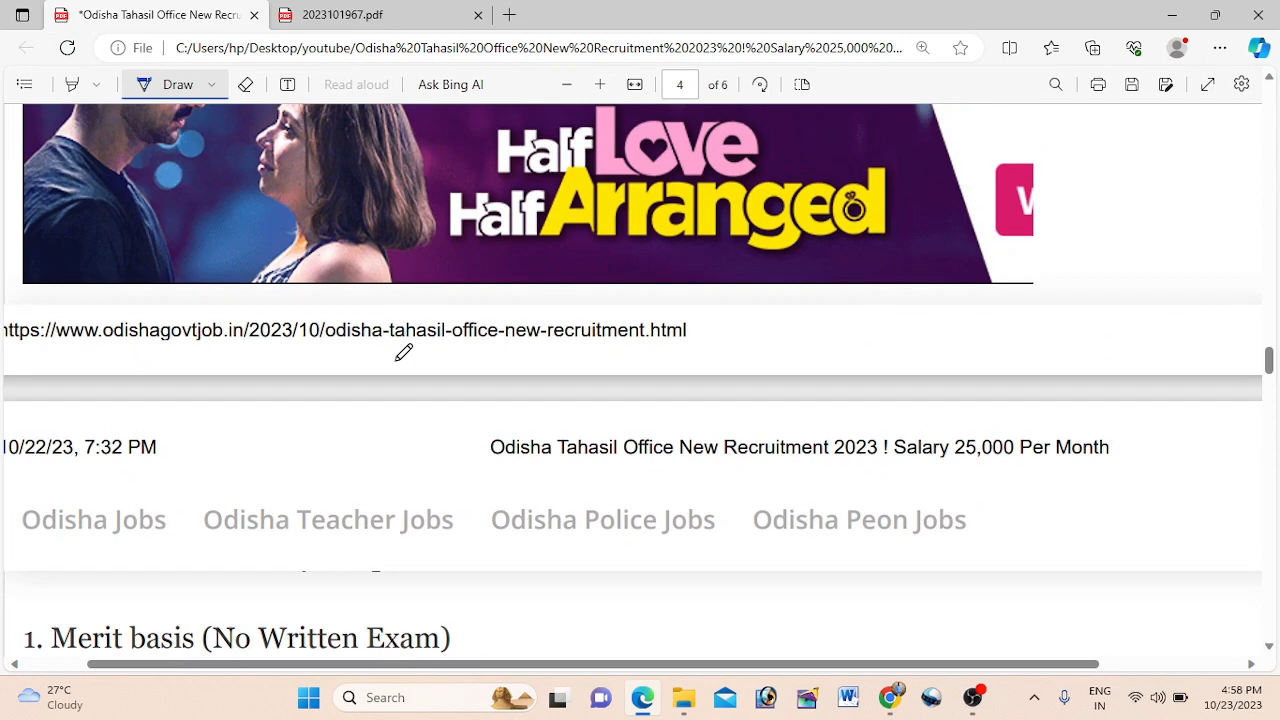 *Odisha Tahasil Office New Recru
2023101967.pdf
File
C:/Users/hp/Desktop/youtube/Odisha%20Tahasil%20Office%20New%20Recruitment%202023%20!%20Salary%2025,000%20...
Draw
Read aloud
Ask Bing AI
4
of 6
Half Love
Half Arranged
W
https://www.odishagovtjob.in/2023/10/odisha-tahasil-office-new-recruitment.html
10/22/23, 7:32 PM
Odisha Tahasil Office New Recruitment 2023 ! Salary 25,000 Per Month
Odisha Jobs
Odisha Teacher Jobs
Odisha Police Jobs
Odisha Peon Jobs
1. Merit basis (No Written Exam)
27°C
Cloudy
Search
ENG
IN
4:58 PM
10/23/2023